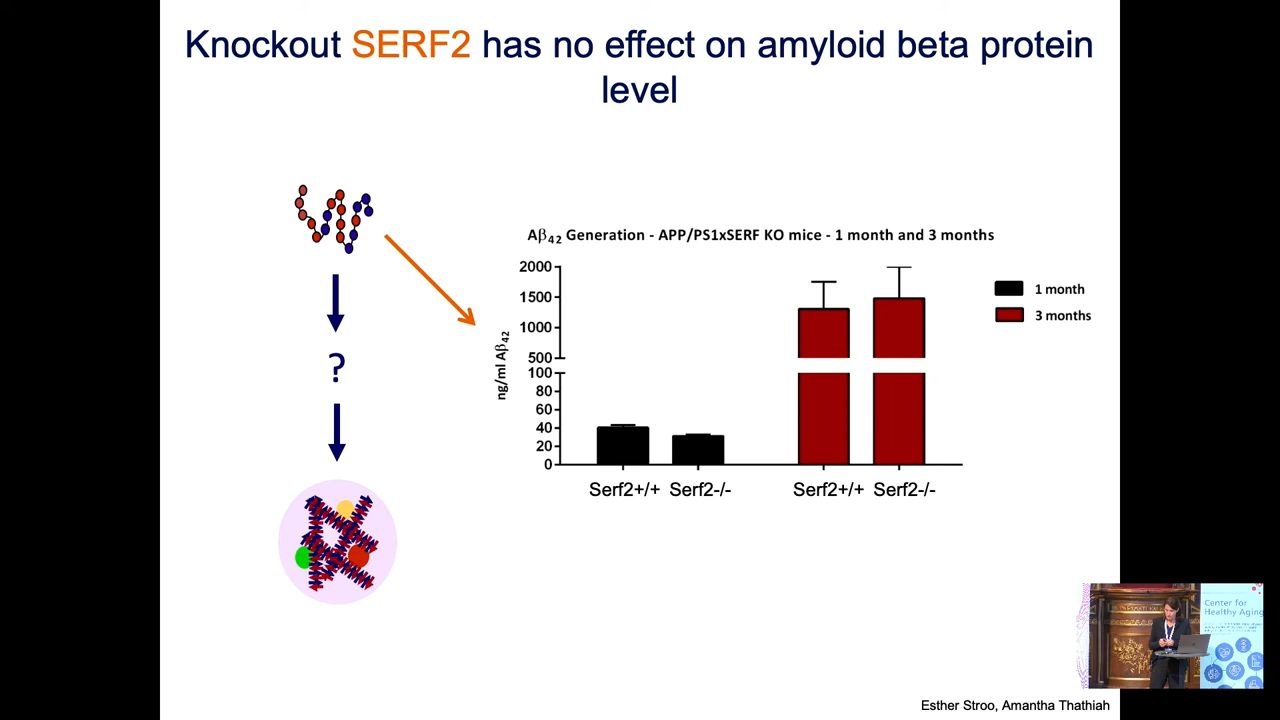 Knockout SERF2 has no effect on amyloid beta protein
level
?
Aβ42 Generation - APP/PS1xSERF KO mice - 1 month and 3 months
ng/ml Aβ42
2000
1500
1000
500
100
80
60
40
20
0
Serf2+/+ Serf2-/- Serf2+/+ Serf2-/-
1 month
3 months
Center for
Healthy Aging
Esther Stroo, Amantha Thathiah